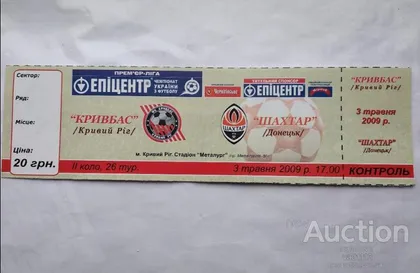 Сектор:
Ряд:
Місце:
Ціна:
20 грн.
ПРЕМ'ЄР-ЛІГА
ЕПІЦЕНТР
ЧЕМПІОНАТ
УКРАЇНИ
З ФУТБОЛУ
ТИТУЛЬНИЙ СПОНСОР
ЕПІЦЕНТР
"КРИВБАС"
/Кривий Ріг/
"ШАХТАР"
/Донецьк/
м. Кривий Ріг. Стадіон "Металург"
ІІ коло, 26 тур.
3 травня 2009 р. 17.00
"КРИВБАС"
/Кривий Ріг/
3 травня
2009 р.
"ШАХТАР"
/Донецьк/
КОНТРОЛЬ
Auction